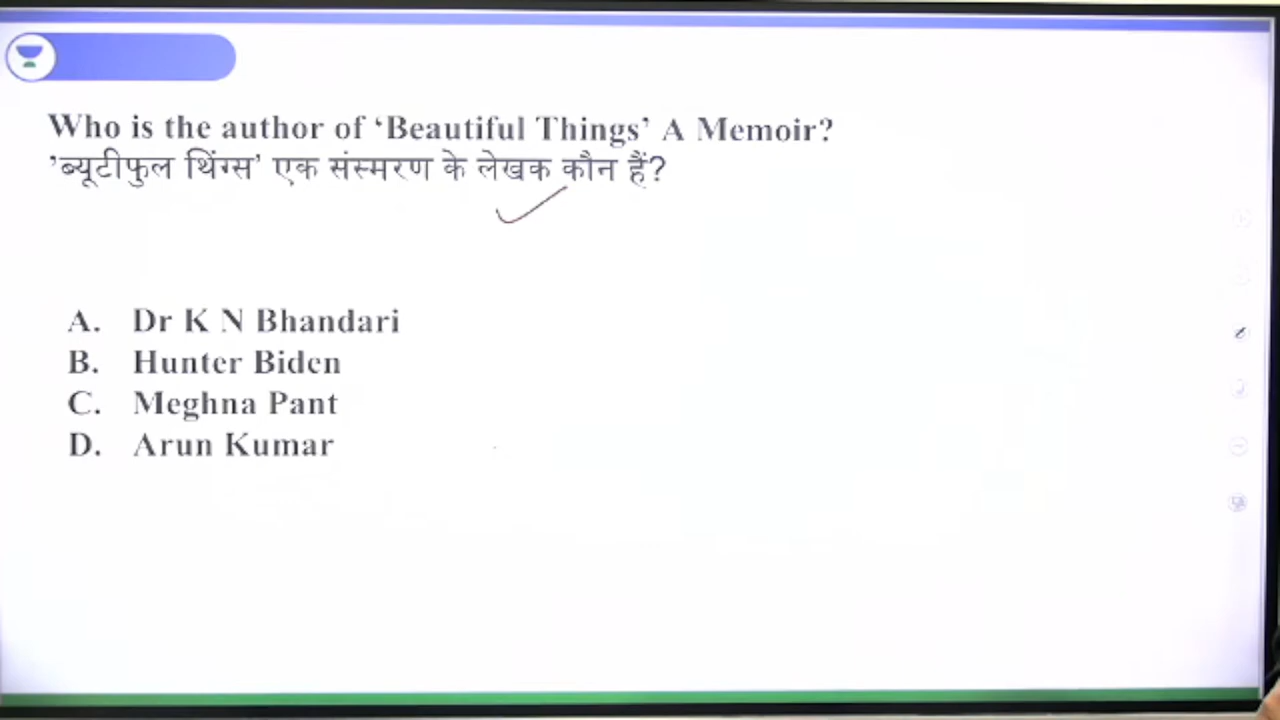 Who is the author of ‘Beautiful Things’ A Memoir?
’ब्यूटीफुल थिंग्स’ एक संस्मरण के लेखक कौन हैं?
A. Dr K N Bhandari
B. Hunter Biden
C. Meghna Pant
D. Arun Kumar